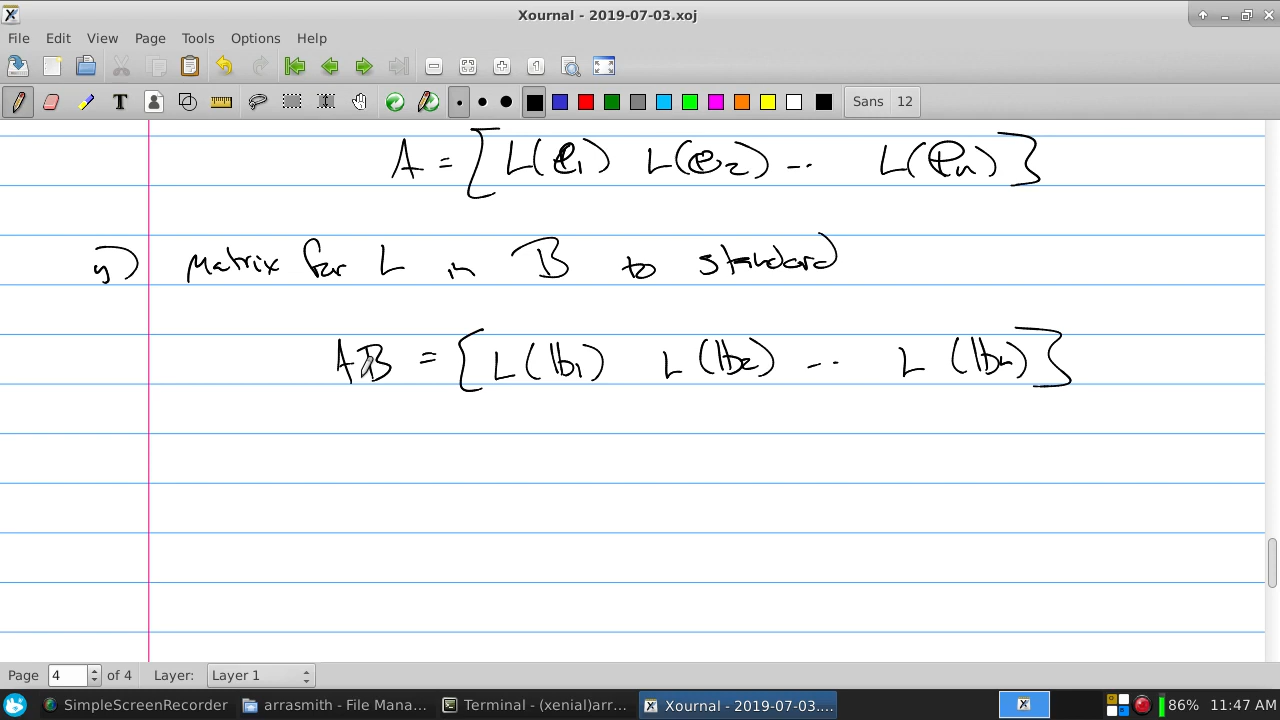 Xournal - 2019-07-03.xoj
File Edit View Page Tools Options Help
Sans 12
A = [ L(e1) L(e2) ... L(en) ]
y) Matrix for L in B to standard
AB = [ L(b1) L(b2) ... L(bn) ]
Page 4 of 4 Layer: Layer 1
SimpleScreenRecorder arrasmith - File Mana... Terminal - (xenial)arr... Xournal - 2019-07-03.... 86% 11:47 AM